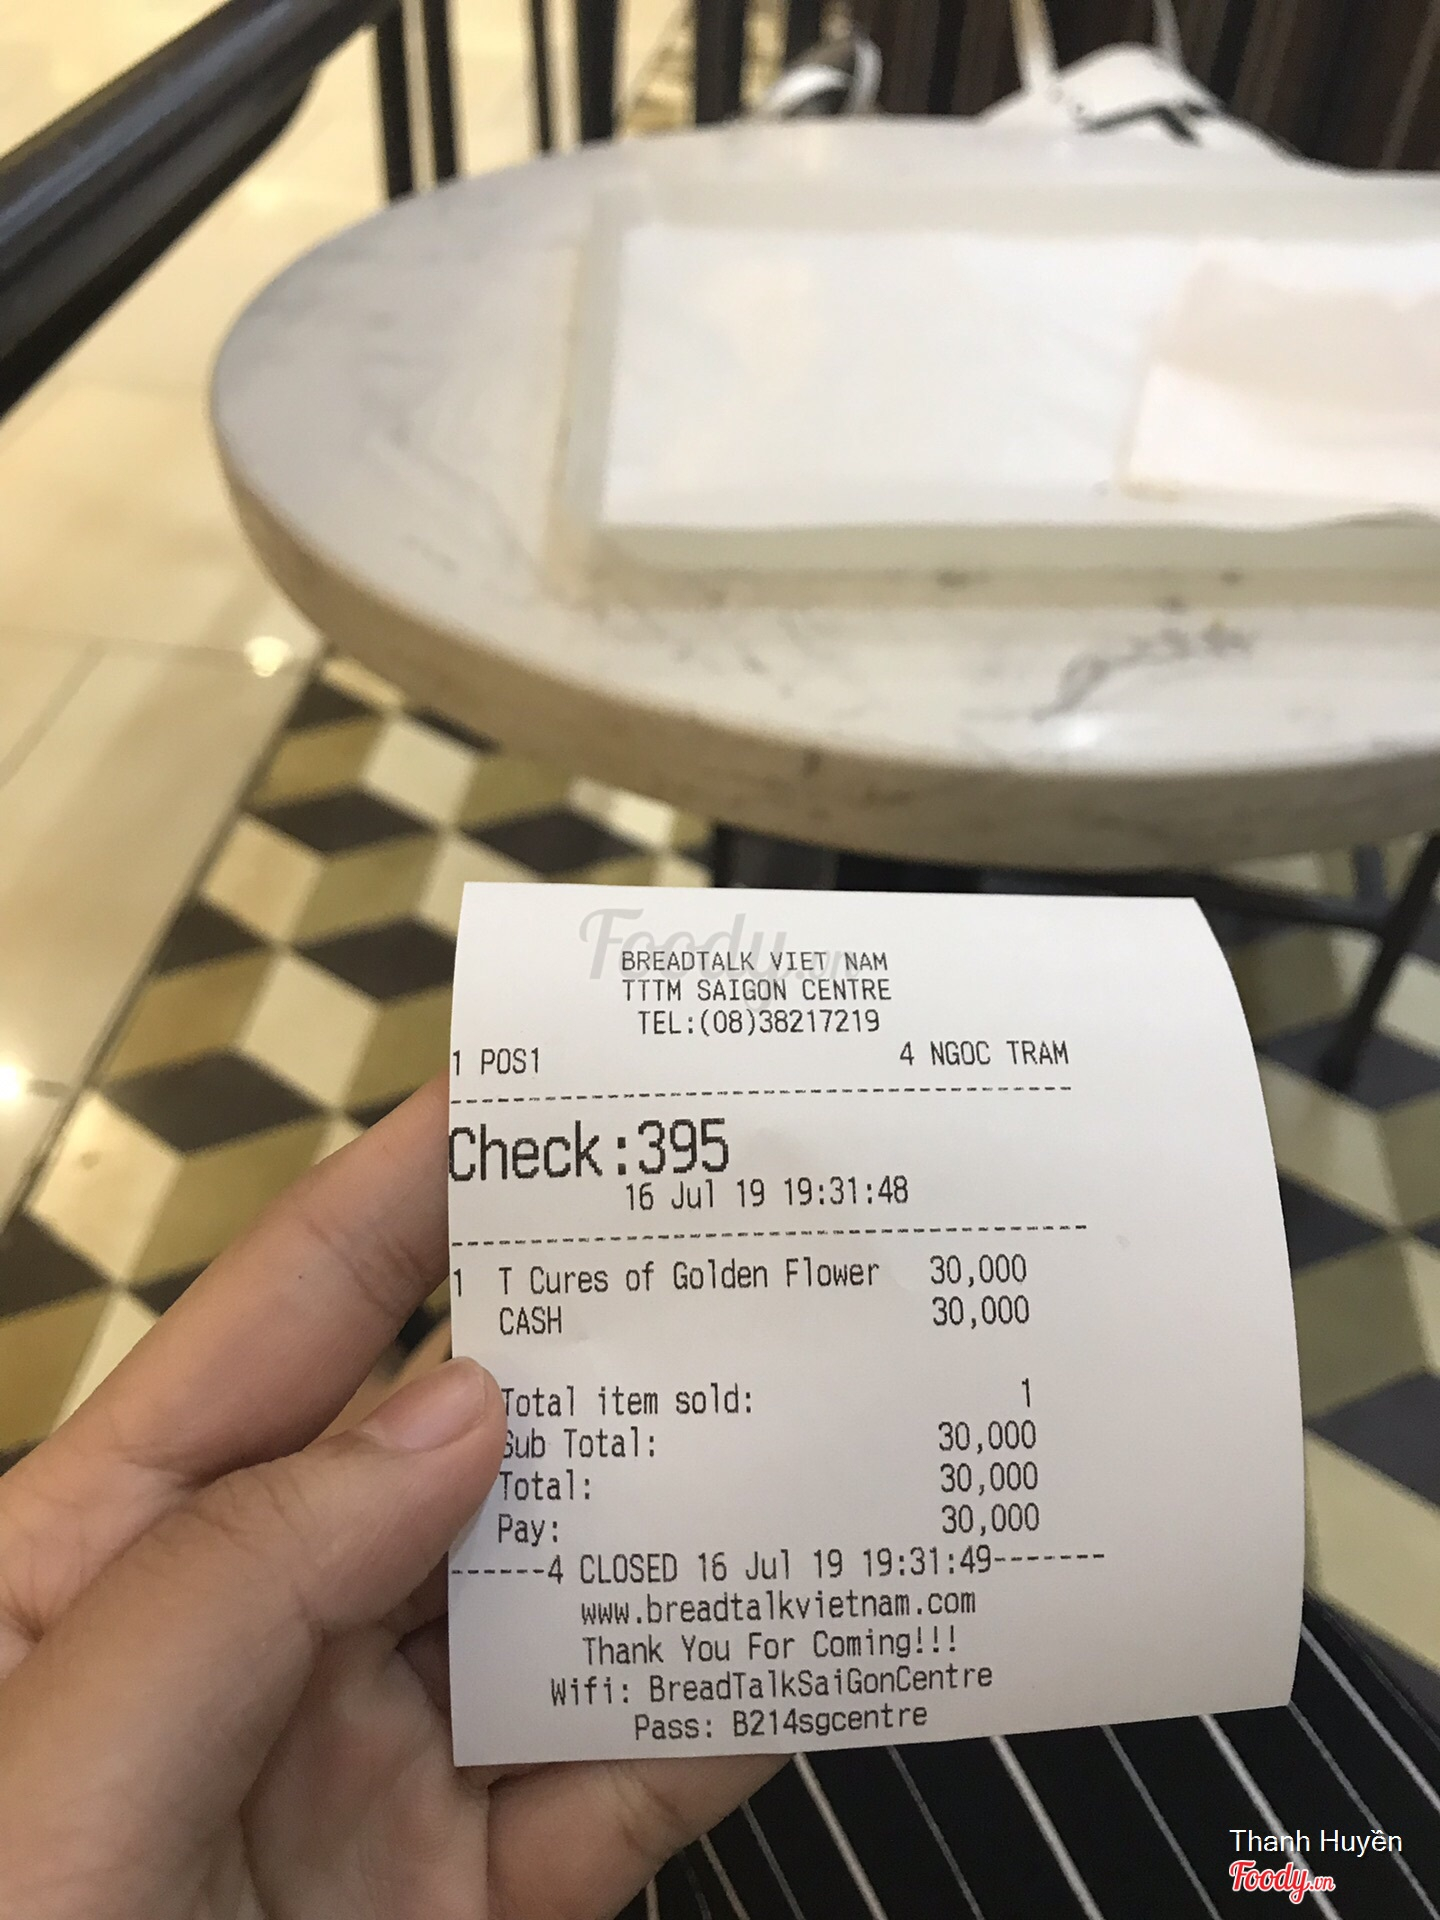 Foody.vn
BREADTALK VIET NAM
TTTM SAIGON CENTRE
TEL:(08)38217219
1 POS1 4 NGOC TRAM
------------------------------------------
Check:395
16 Jul 19 19:31:48
------------------------------------------
1 T Cures of Golden Flower 30,000
CASH 30,000
Total item sold: 1
Sub Total: 30,000
Total: 30,000
Pay: 30,000
------4 CLOSED 16 Jul 19 19:31:49-------
www.breadtalkvietnam.com
Thank You For Coming!!!
Wifi: BreadTalkSaiGonCentre
Pass: B214sgcentre
Thanh Huyền
Foody.vn